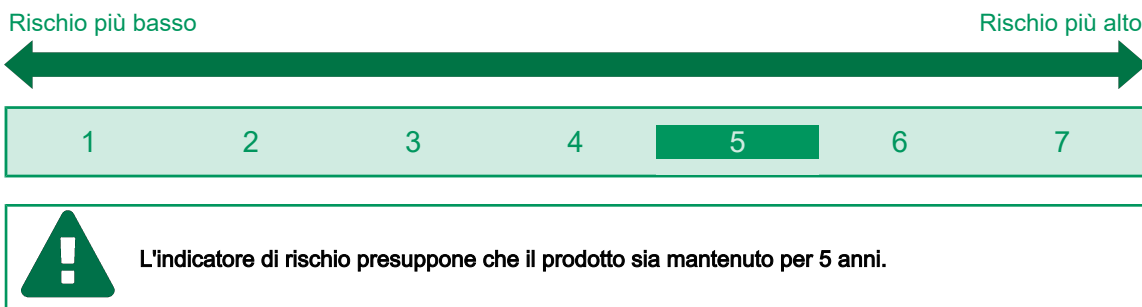 Rischio più basso Rischio più alto
1 2 3 4 5 6 7
L'indicatore di rischio presuppone che il prodotto sia mantenuto per 5 anni.